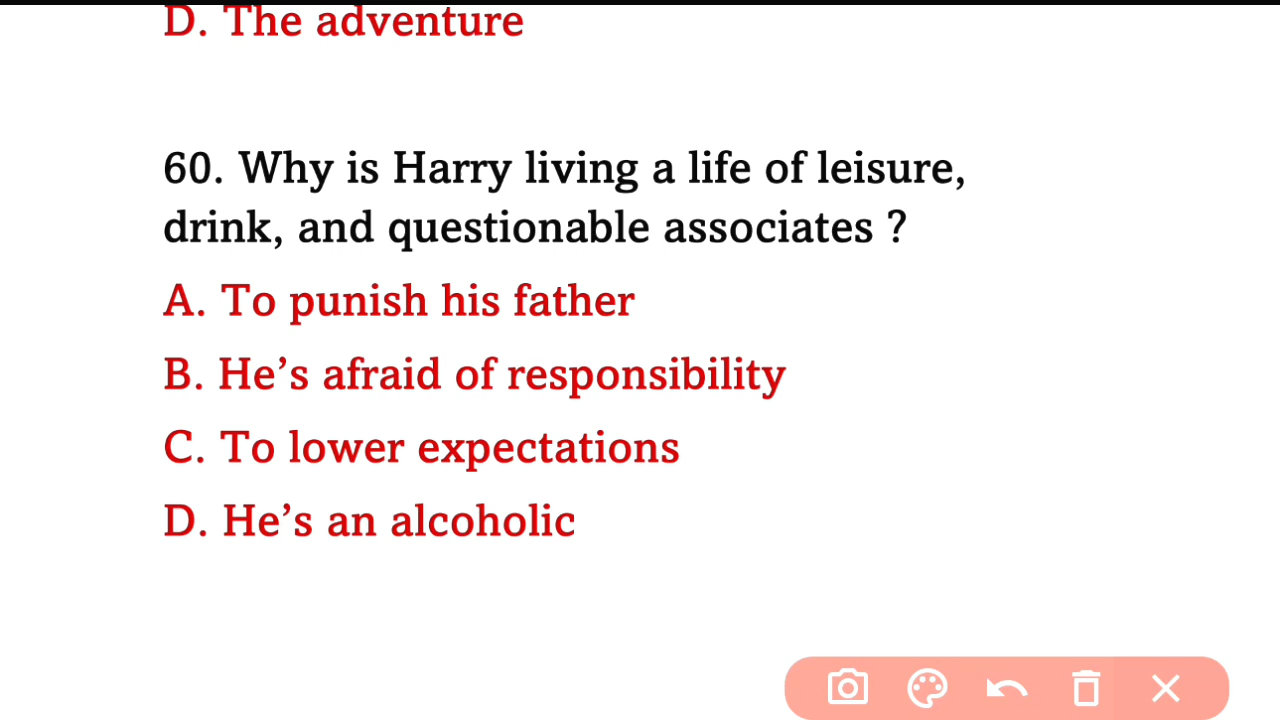 D. The adventure
60. Why is Harry living a life of leisure,
drink, and questionable associates ?
A. To punish his father
B. He’s afraid of responsibility
C. To lower expectations
D. He’s an alcoholic